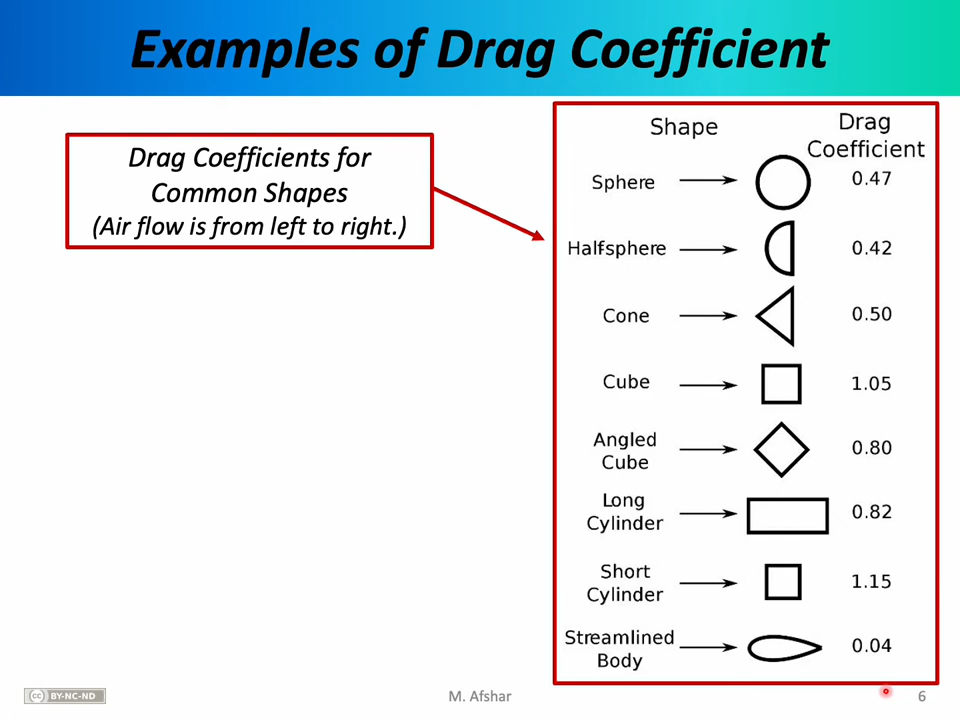 Examples of Drag Coefficient
Drag Coefficients for
Common Shapes
(Air flow is from left to right.)
Shape
Drag
Coefficient
Sphere 0.47
Halfsphere 0.42
Cone 0.50
Cube 1.05
Angled
Cube 0.80
Long
Cylinder 0.82
Short
Cylinder 1.15
Streamlined
Body 0.04
cc BY-NC-ND
M. Afshar
6